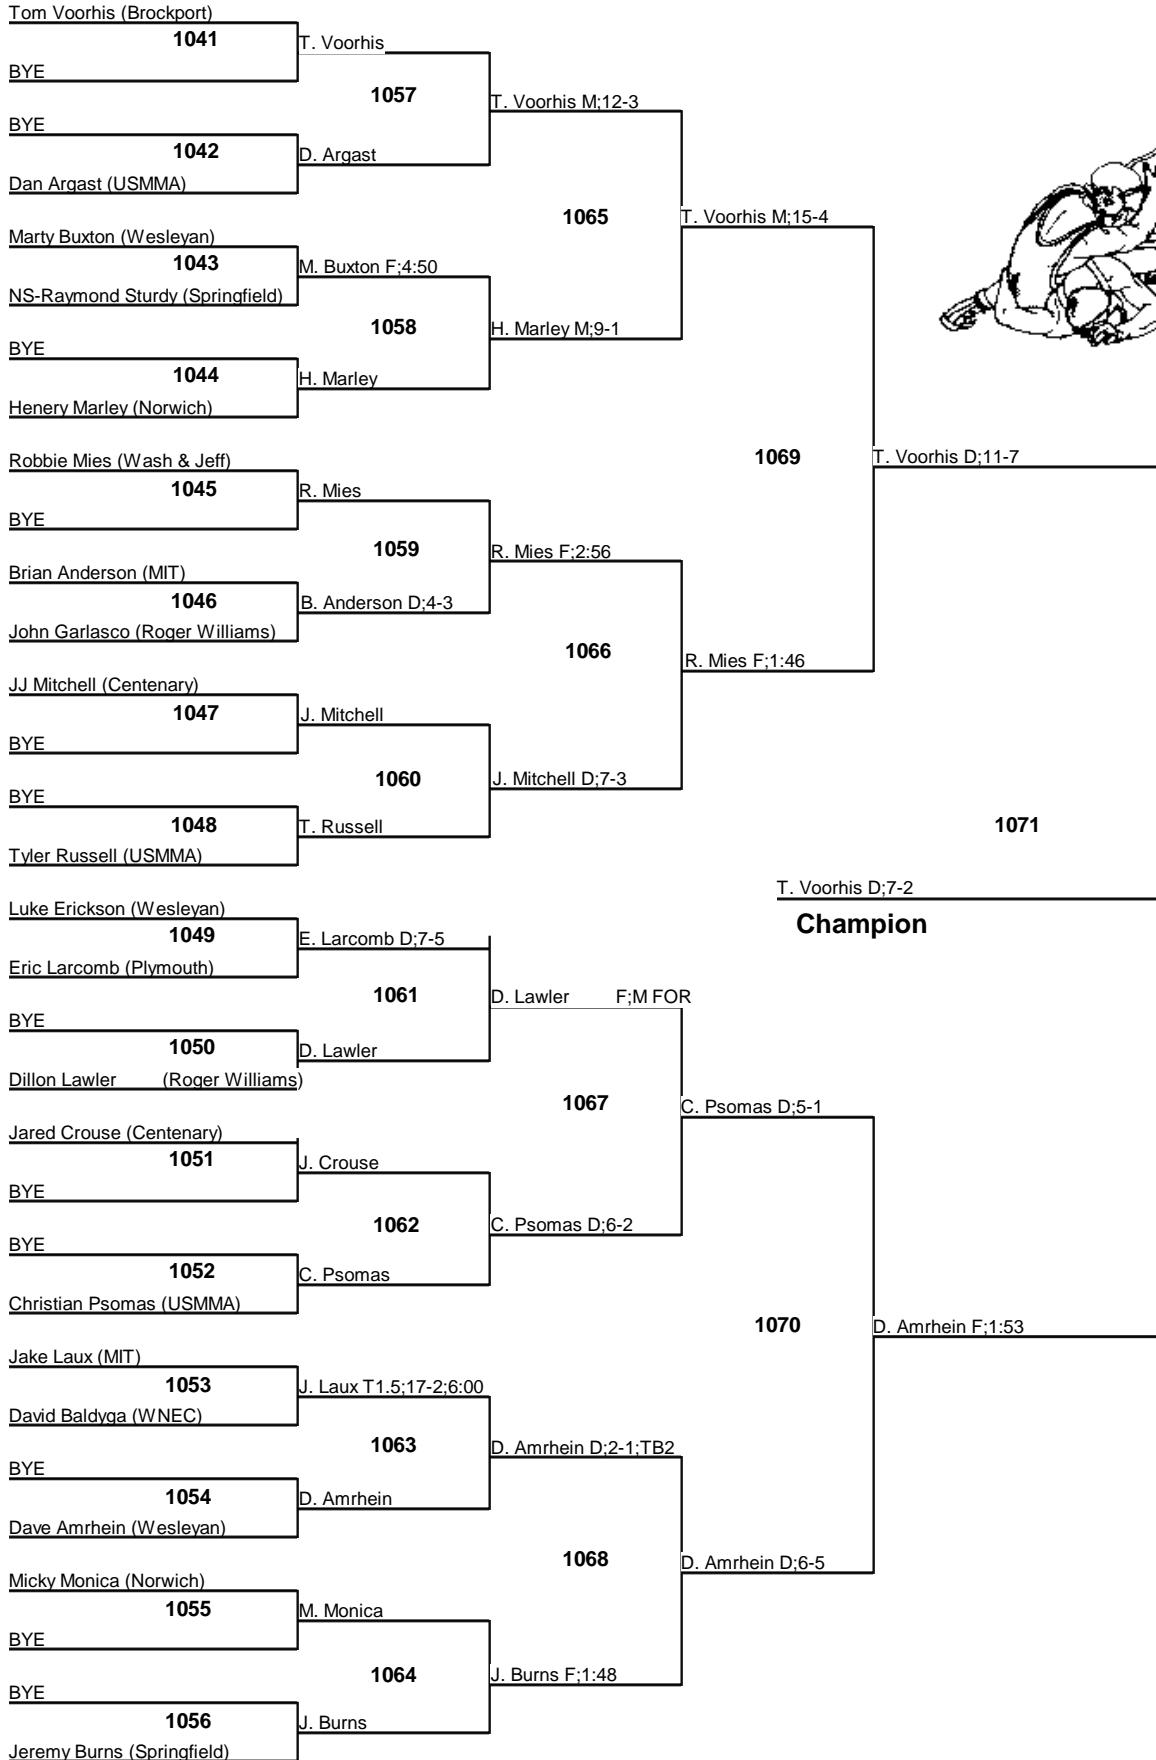 Tom Voorhis (Brockport)
1041
T. Voorhis
BYE
1057
T. Voorhis M;12-3
BYE
1042
D. Argast
Dan Argast (USMMA)
1065
T. Voorhis M;15-4
Marty Buxton (Wesleyan)
1043
M. Buxton F;4:50
NS-Raymond Sturdy (Springfield)
1058
H. Marley M;9-1
BYE
1044
H. Marley
Henery Marley (Norwich)
1069
T. Voorhis D;11-7
Robbie Mies (Wash & Jeff)
1045
R. Mies
BYE
1059
R. Mies F;2:56
Brian Anderson (MIT)
1046
B. Anderson D;4-3
John Garlasco (Roger Williams)
1066
R. Mies F;1:46
JJ Mitchell (Centenary)
1047
J. Mitchell
BYE
1060
J. Mitchell D;7-3
BYE
1048
T. Russell
Tyler Russell (USMMA)
1071
T. Voorhis D;7-2
Champion
Luke Erickson (Wesleyan)
1049
E. Larcomb D;7-5
Eric Larcomb (Plymouth)
1061
D. Lawler F;M FOR
BYE
1050
D. Lawler
Dillon Lawler (Roger Williams)
1067
C. Psomas D;5-1
Jared Crouse (Centenary)
1051
J. Crouse
BYE
1062
C. Psomas D;6-2
BYE
1052
C. Psomas
Christian Psomas (USMMA)
1070
D. Amrhein F;1:53
Jake Laux (MIT)
1053
J. Laux T1.5;17-2;6:00
David Baldyga (WNEC)
1063
D. Amrhein D;2-1;TB2
BYE
1054
D. Amrhein
Dave Amrhein (Wesleyan)
1068
D. Amrhein D;6-5
Micky Monica (Norwich)
1055
M. Monica
BYE
1064
J. Burns F;1:48
BYE
1056
J. Burns
Jeremy Burns (Springfield)